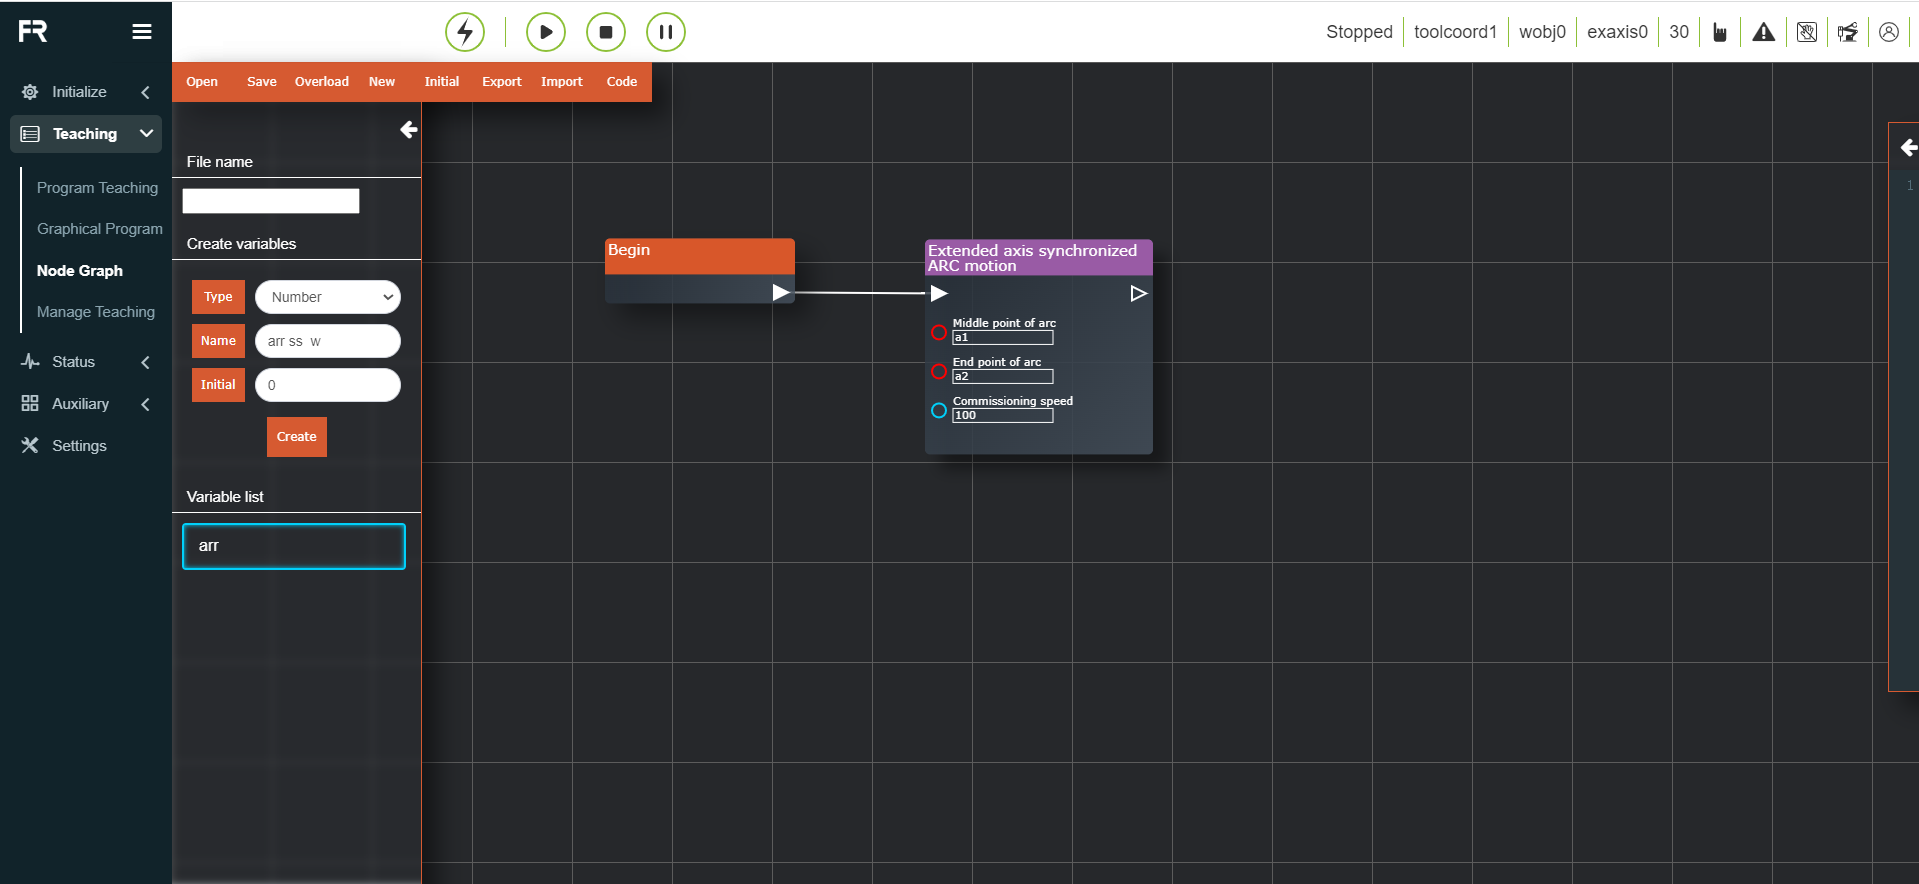 FR
Stopped
toolcoord1
wobj0
exaxis0
30
Initialize
Teaching
Program Teaching
Graphical Program
Node Graph
Manage Teaching
Status
Auxiliary
Settings
Open Save Overload New Initial Export Import Code
File name
Create variables
Type Number
Name arr ss  w
Initial 0
Create
Variable list
arr
Begin
Extended axis synchronized
ARC motion
Middle point of arc
a1
End point of arc
a2
Commissioning speed
100
1